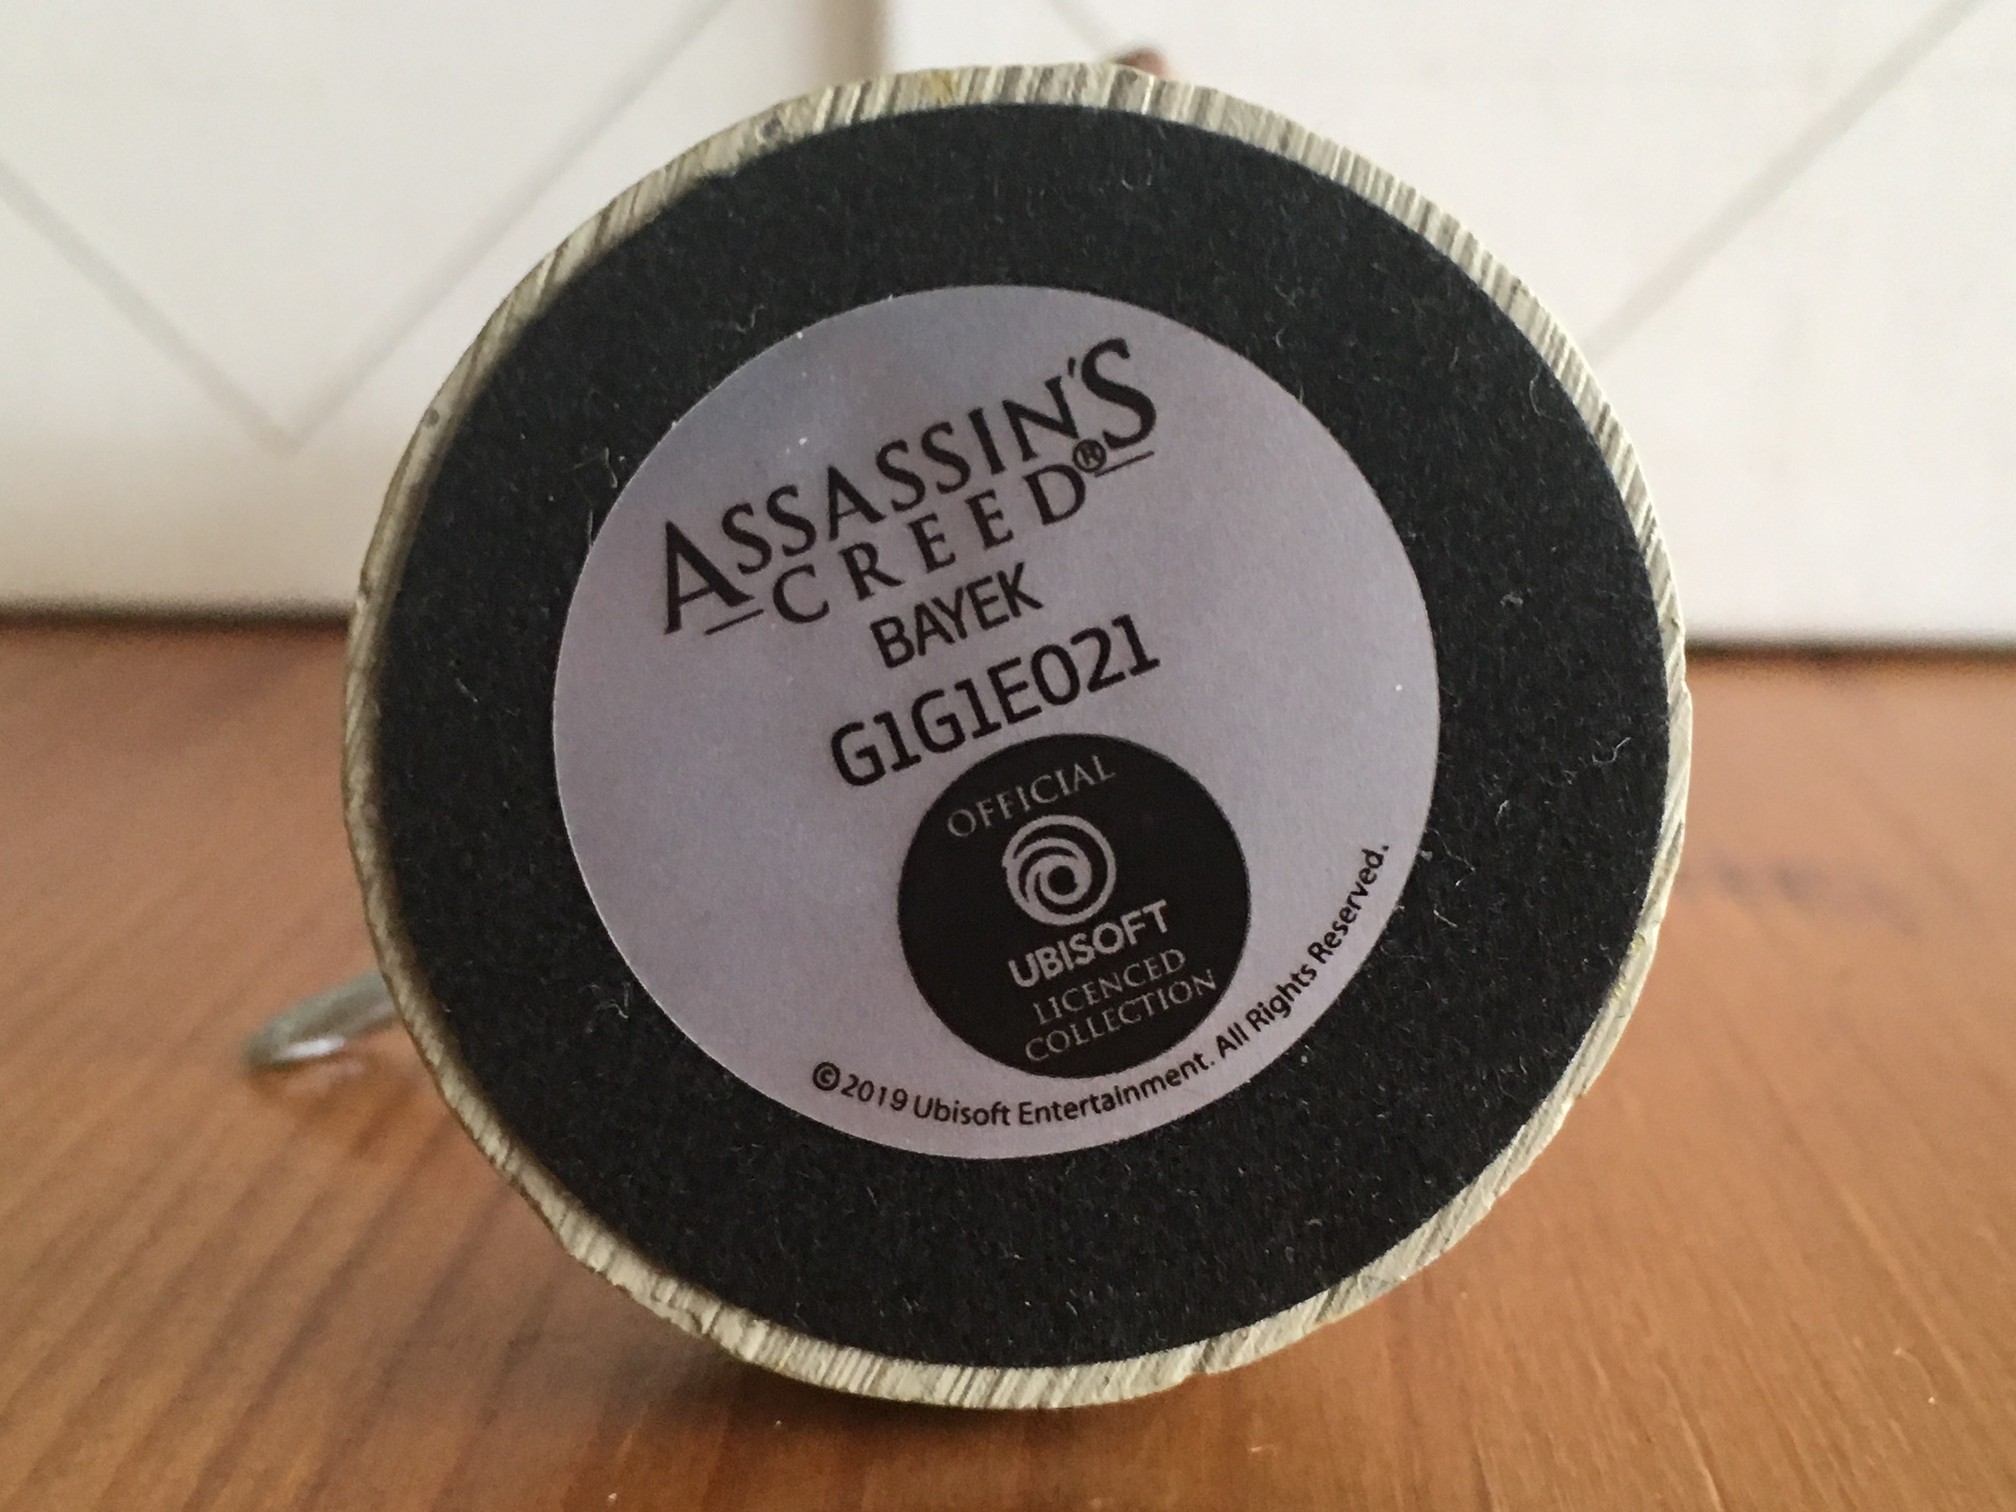 ASSASSIN'S
CREED®
BAYEK
G1G1E021
OFFICIAL
UBISOFT
LICENCED
COLLECTION
©2019 Ubisoft Entertainment. All Rights Reserved.